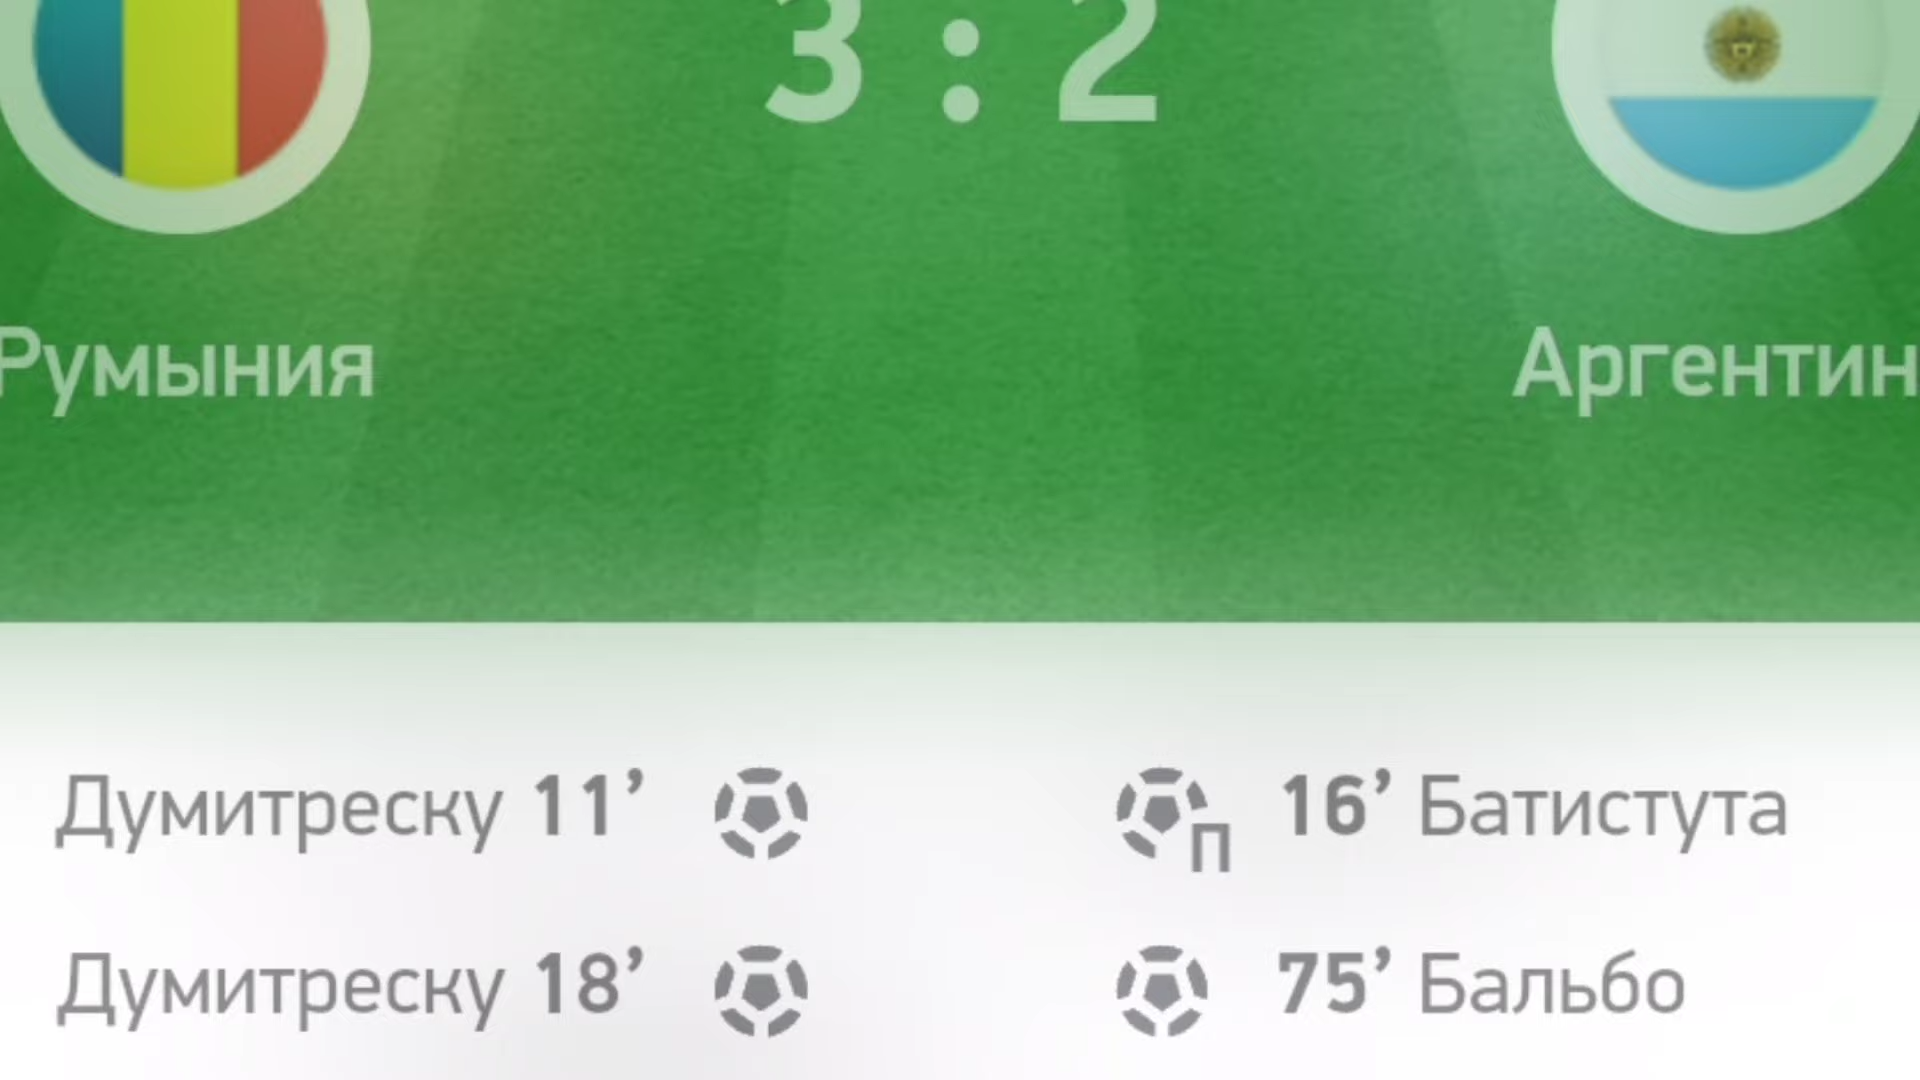 3 : 2
Румыния
Аргентин
Думитреску 11’
П 16’ Батистута
Думитреску 18’
75’ Бальбо